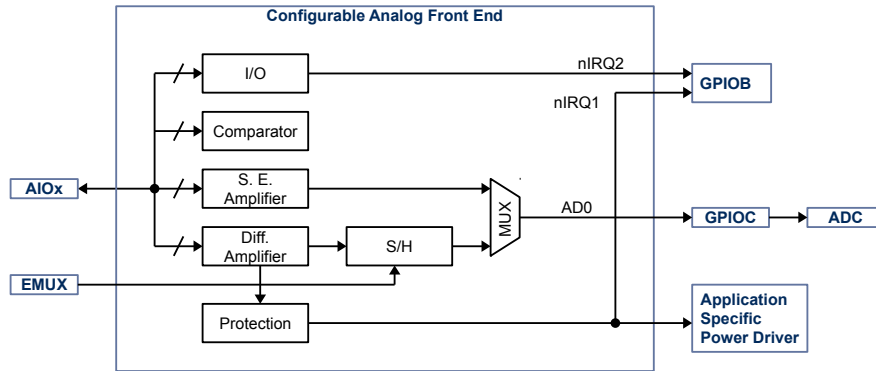 Configurable Analog Front End
I/O
nIRQ2
GPIOB
nIRQ1
Comparator
AIOx
S. E.
Amplifier
MUX
AD0
GPIOC
ADC
Diff.
Amplifier
S/H
EMUX
Protection
Application
Specific
Power Driver